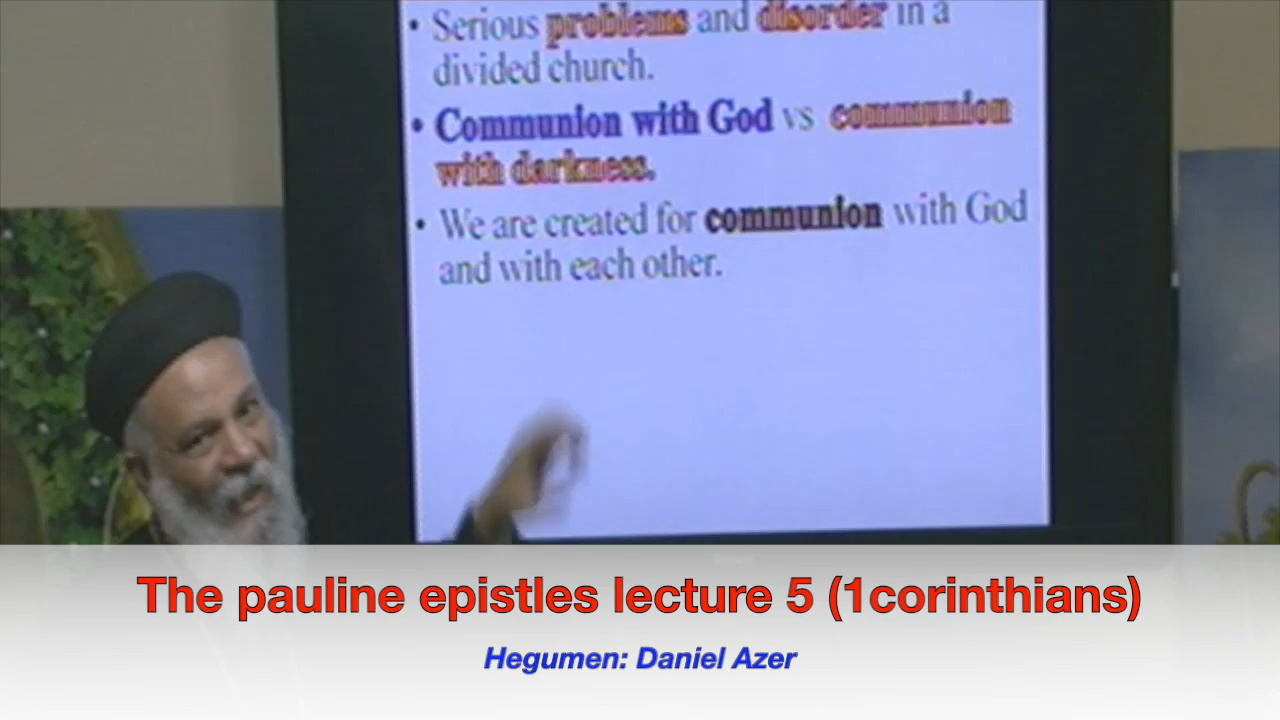 • Serious problems and disorder in a
divided church.
• Communion with God vs communion
with darkness.
• We are created for communion with God
and with each other.
The pauline epistles lecture 5 (1corinthians)
Hegumen: Daniel Azer